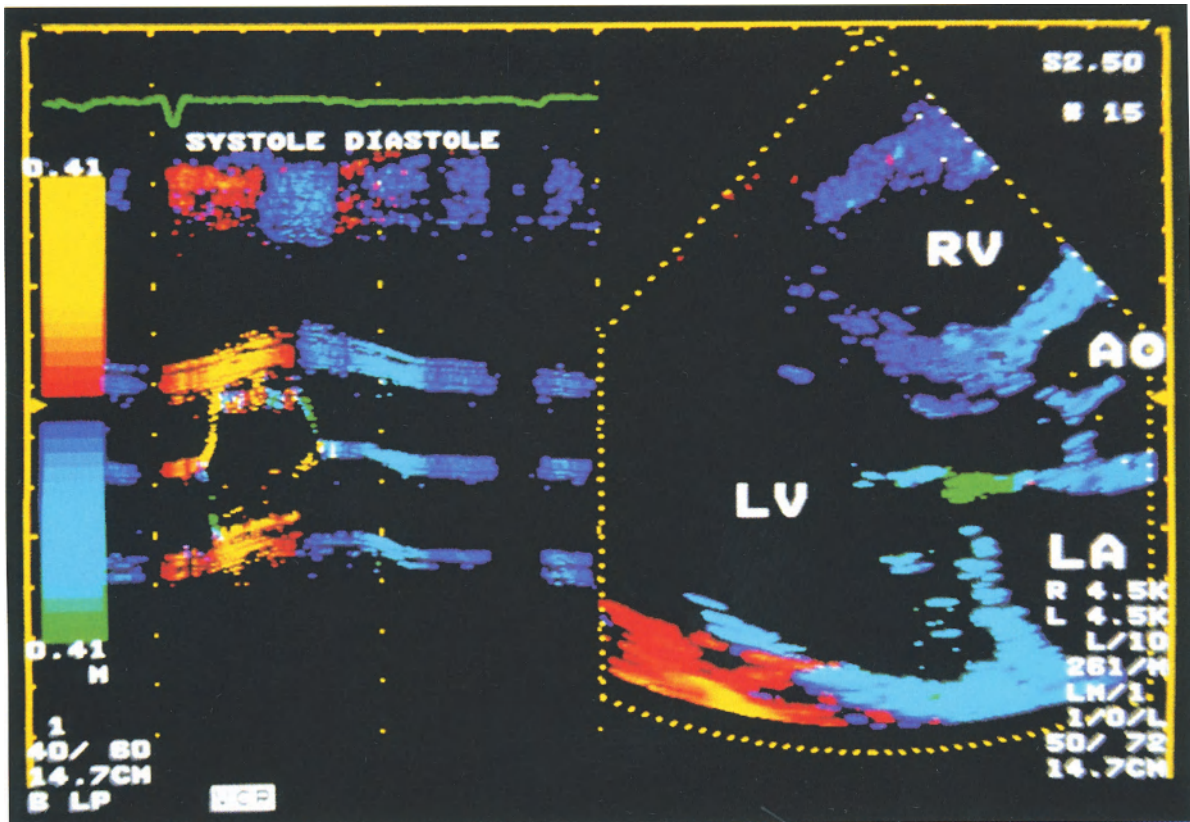 SYSTOLE DIASTOLE
0.41
0.41
M
1
40/ 60
14.7CM
B LP
VCR
S2.50
# 15
RV
AO
LV
LA
R 4.5K
L 4.5K
L/10
261/M
LM/1
1/0/L
50/ 72
14.7CM